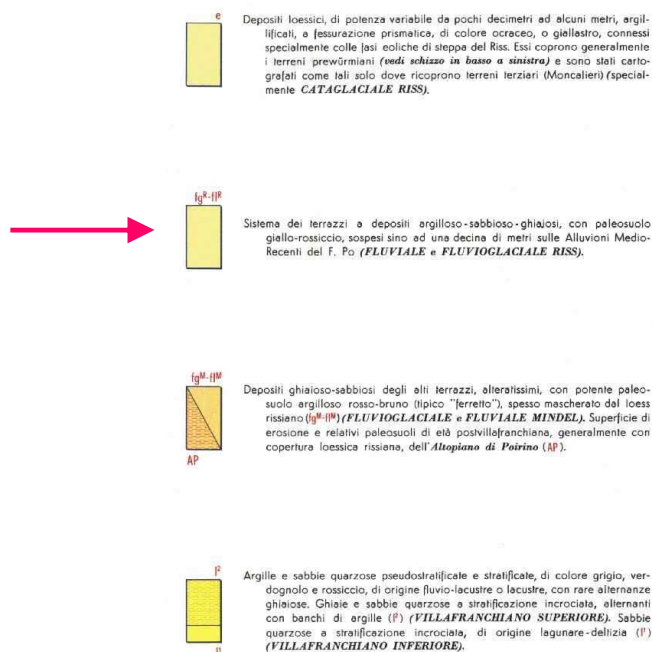 e
Depositi loessici, di potenza variabile da pochi decimetri ad alcuni metri, argil-
lificati, a fessurazione prismatica, di colore ocraceo, o giallastro, connessi
specialmente colle fasi eoliche di steppa del Riss. Essi coprono generalmente
i terreni prewürmiani (vedi schizzo in basso a sinistra) e sono stati carto-
grafati come tali solo dove ricoprono terreni terziari (Moncalieri) (special-
mente CATAGLACIALE RISS).
fgᴿ-flᴿ
Sistema dei terrazzi a depositi argilloso-sabbioso-ghiaiosi, con paleosuolo
giallo-rossiccio, sospesi sino ad una decina di metri sulle Alluvioni Medio-
Recenti del F. Po (FLUVIALE e FLUVIOGLACIALE RISS).
fgᴹ-flᴹ
AP
Depositi ghiaioso-sabbiosi degli alti terrazzi, alteratissimi, con potente paleo-
suolo argilloso rosso-bruno (tipico "ferretto"), spesso mascherato dal loess
rissiano (fgᴹ-flᴹ) (FLUVIOGLACIALE e FLUVIALE MINDEL). Superficie di
erosione e relativi paleosuoli di età postvillafranchiana, generalmente con
copertura loessica rissiana, dell'Altopiano di Poirino (AP).
l²
l¹
Argille e sabbie quarzose pseudostratificate e stratificate, di colore grigio, ver-
dognolo e rossiccio, di origine fluvio-lacustre o lacustre, con rare alternanze
ghiaiose. Ghiaie e sabbie quarzose a stratificazione incrociata, alternanti
con banchi di argille (l²) (VILLAFRANCHIANO SUPERIORE). Sabbie
quarzose a stratificazione incrociata, di origine lagunare-deltizia (l¹)
(VILLAFRANCHIANO INFERIORE).